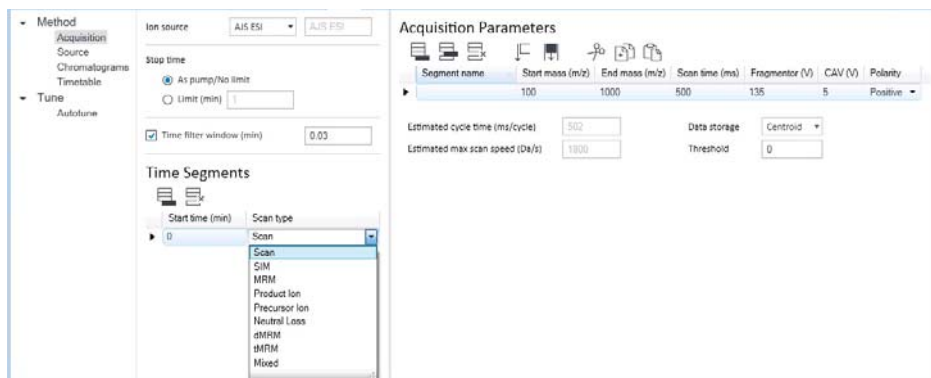 Method
Acquisition
Source
Chromatograms
Timetable
Tune
Autotune
Ion source AJS ESI AJS ESI
Stop time
As pump/No limit
Limit (min) 1
Time filter window (min) 0.03
Time Segments
Start time (min) Scan type
0 Scan
Scan
SIM
MRM
Product Ion
Precursor Ion
Neutral Loss
dMRM
tMRM
Mixed
Acquisition Parameters
Segment name Start mass (m/z) End mass (m/z) Scan time (ms) Fragmentor (V) CAV (V) Polarity
100 1000 500 135 5 Positive
Estimated cycle time (ms/cycle) 502 Data storage Centroid
Estimated max scan speed (Da/s) 1800 Threshold 0